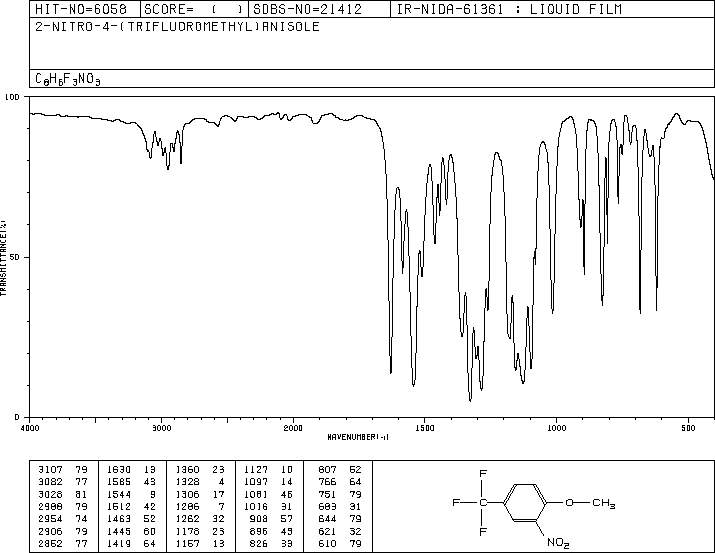 HIT-NO=6058 SCORE= ( ) SDBS-NO=21412 IR-NIDA-61361 : LIQUID FILM
2-NITRO-4-(TRIFLUOROMETHYL)ANISOLE
C8H6F3NO3
100
50
0
TRANSMITTANCE(%)
4000 3000 2000 1500 1000 500
WAVENUMBER(-1)
3107 79 1630 13 1360 23 1127 10 807 52
3082 77 1585 43 1328 4 1097 14 766 64
3028 81 1544 9 1306 17 1081 46 751 79
2988 79 1512 42 1286 7 1016 31 683 31
2954 74 1463 52 1262 32 908 57 644 79
2906 79 1445 60 1178 23 896 43 621 32
2852 77 1419 64 1157 13 826 33 610 79
F
F C O CH3
F
NO2